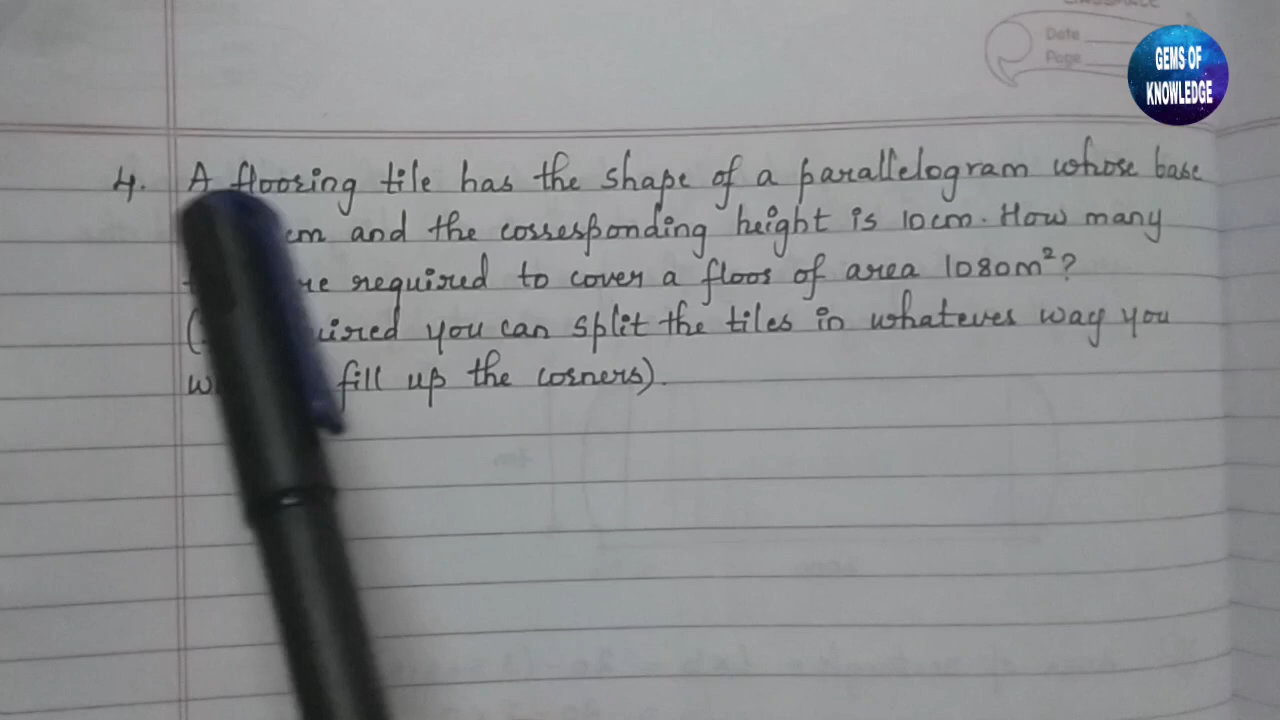 Date
Page
GEMS OF
KNOWLEDGE
4. A flooring tile has the shape of a parallelogram whose base
cm and the corresponding height is 10cm. How many
required to cover a floor of area 1080m²?
you can split the tiles in whatever way you
fill up the corners).